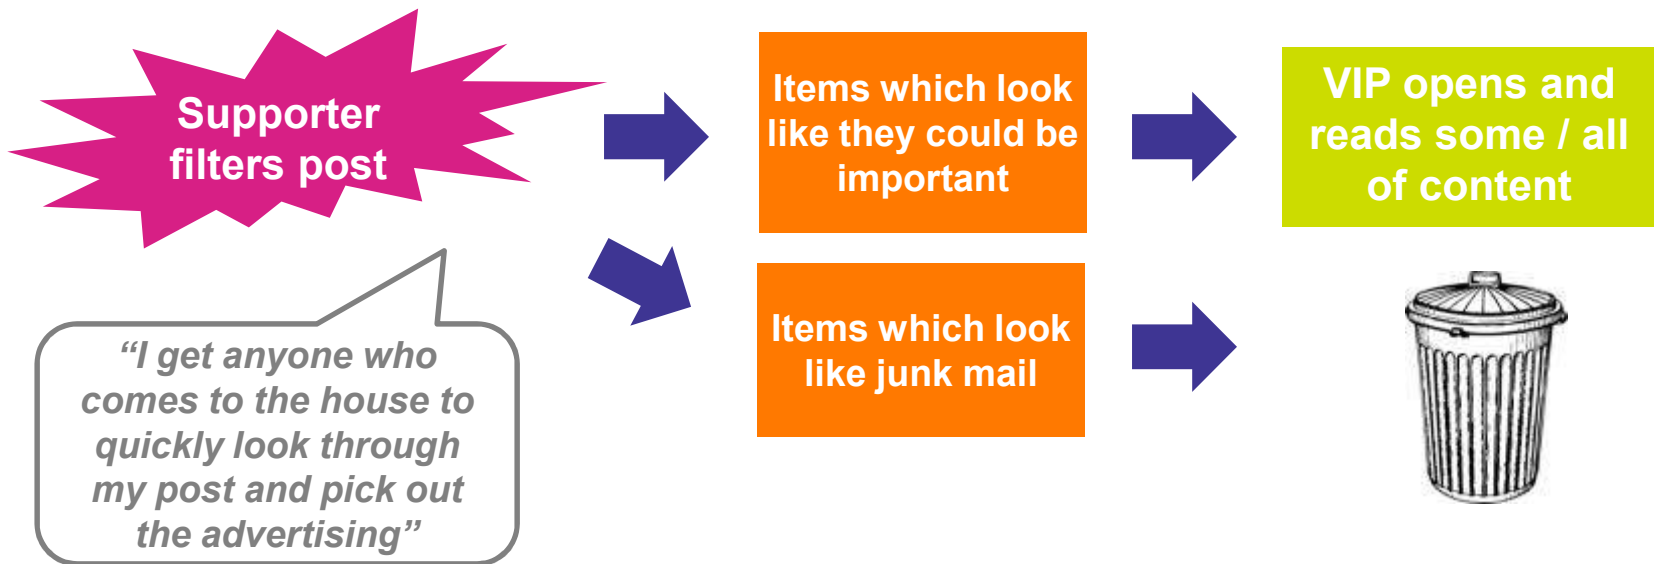 Supporter
filters post
Items which look
like they could be
important
VIP opens and
reads some / all
of content
“I get anyone who
comes to the house to
quickly look through
my post and pick out
the advertising”
Items which look
like junk mail